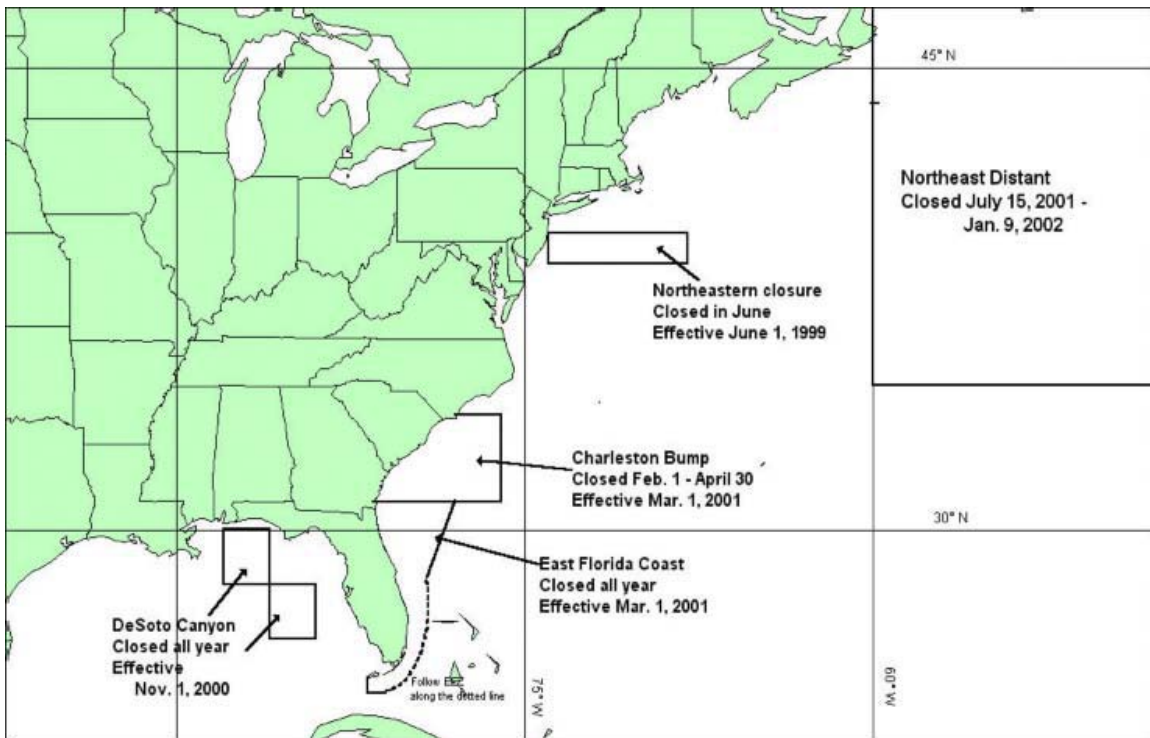 45° N
Northeast Distant
Closed July 15, 2001 -
Jan. 9, 2002
Northeastern closure
Closed in June
Effective June 1, 1999
Charleston Bump
Closed Feb. 1 - April 30
Effective Mar. 1, 2001
30° N
East Florida Coast
Closed all year
Effective Mar. 1, 2001
DeSoto Canyon
Closed all year
Effective
Nov. 1, 2000
Follow EEZ
along the dotted line
75° W
60° W